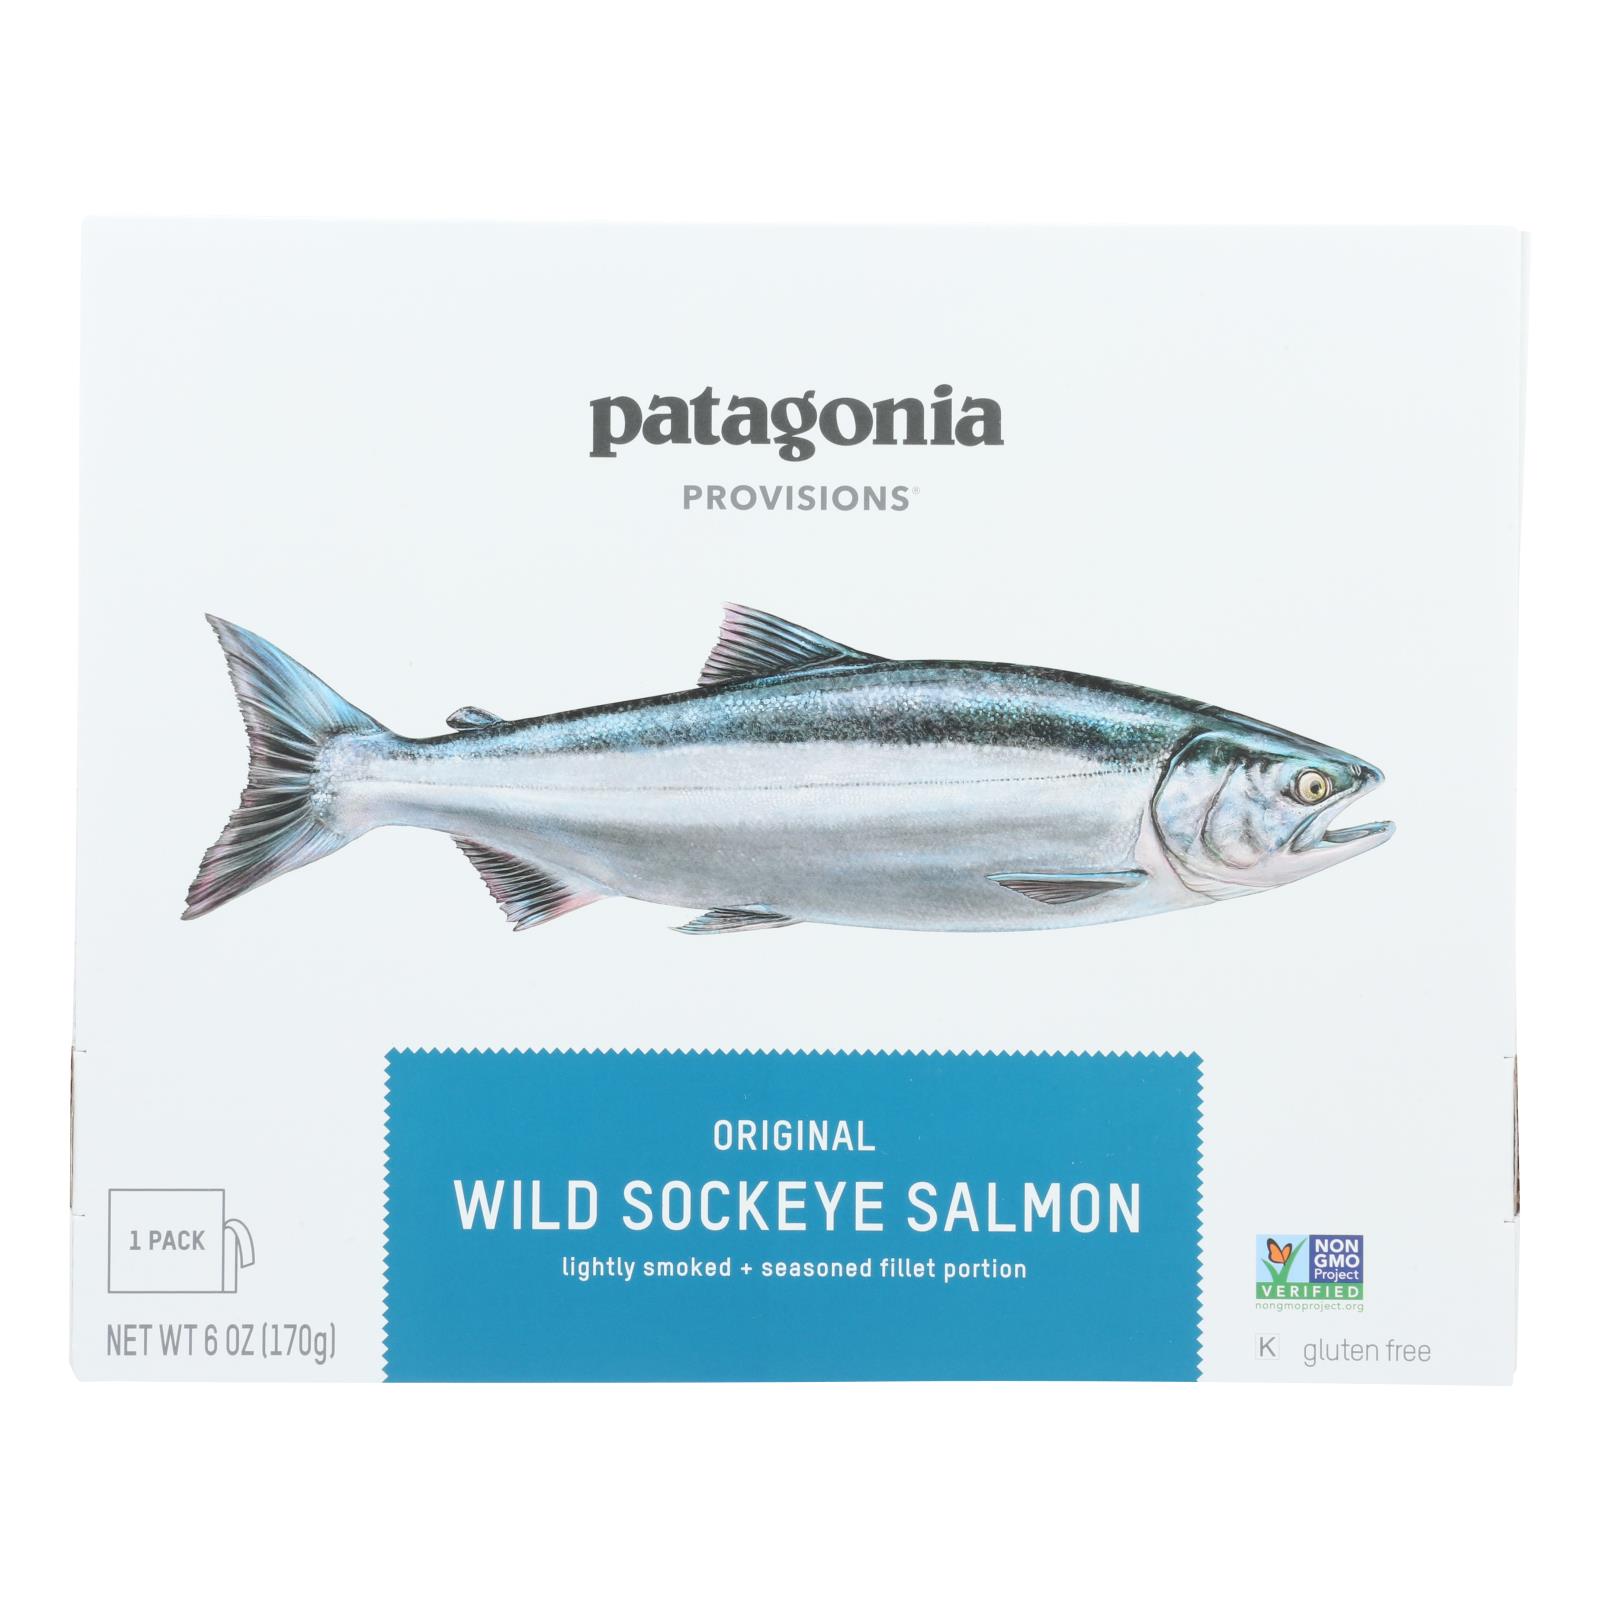 patagonia
PROVISIONS®
ORIGINAL
WILD SOCKEYE SALMON
lightly smoked + seasoned fillet portion
1 PACK
NET WT 6 OZ (170g)
NON
GMO
Project
VERIFIED
nongmoproject.org
K gluten free